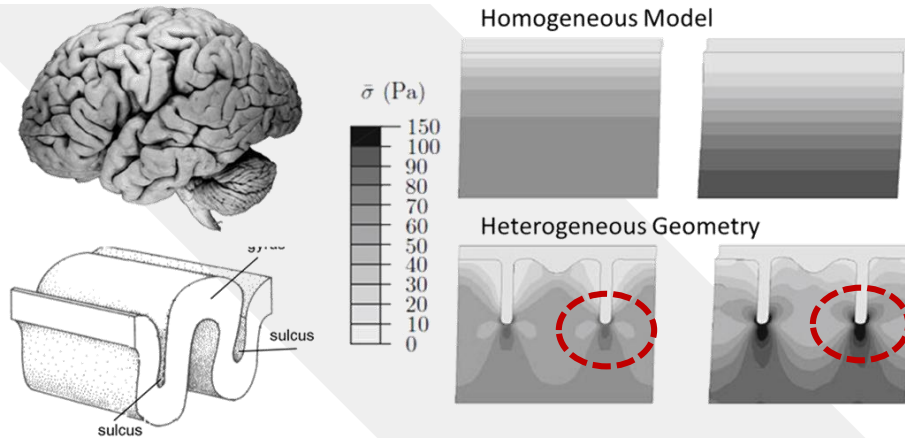 Homogeneous Model
σ̄ (Pa)
150
100
90
80
70
60
50
40
30
20
10
0
Heterogeneous Geometry
gyrus
sulcus
sulcus